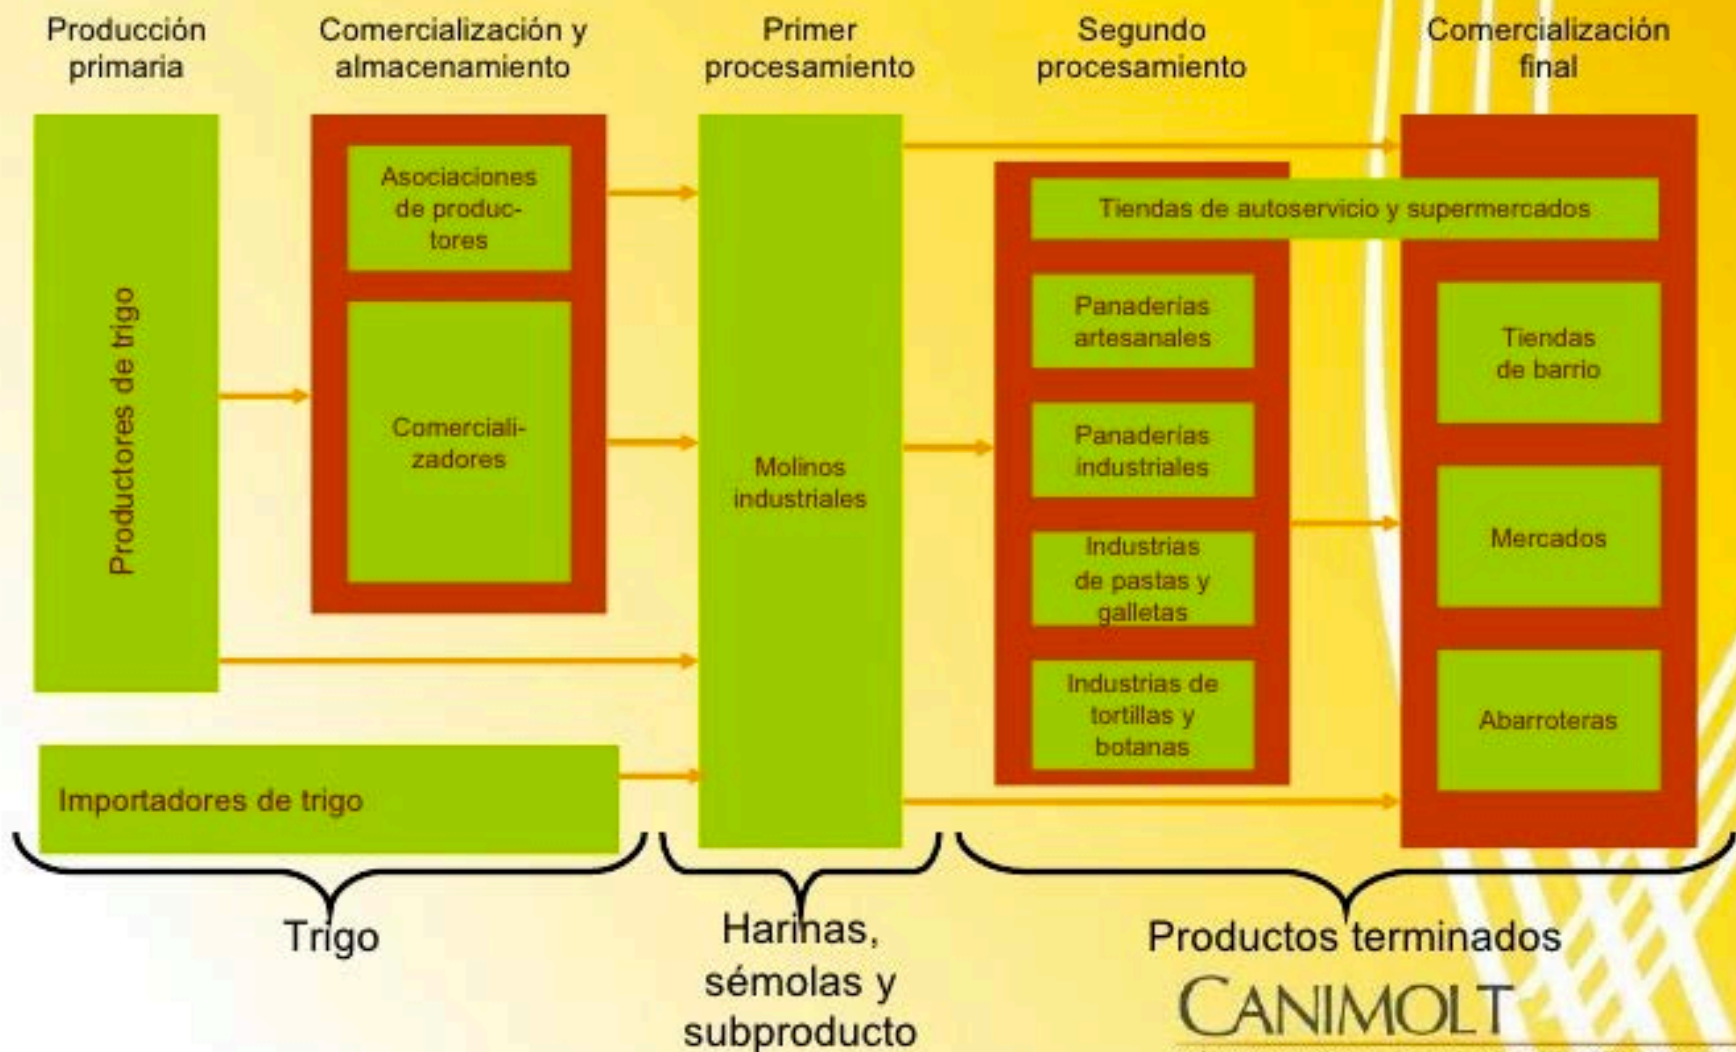 Producción
primaria
Comercialización y
almacenamiento
Primer
procesamiento
Segundo
procesamiento
Comercialización
final
Productores de trigo
Asociaciones
de produc-
tores
Comerciali-
zadores
Importadores de trigo
Molinos
industriales
Tiendas de autoservicio y supermercados
Panaderías
artesanales
Panaderías
industriales
Industrias
de pastas y
galletas
Industrias de
tortillas y
botanas
Tiendas
de barrio
Mercados
Abarroteras
Trigo
Harinas,
sémolas y
subproducto
Productos terminados
CANIMOLT